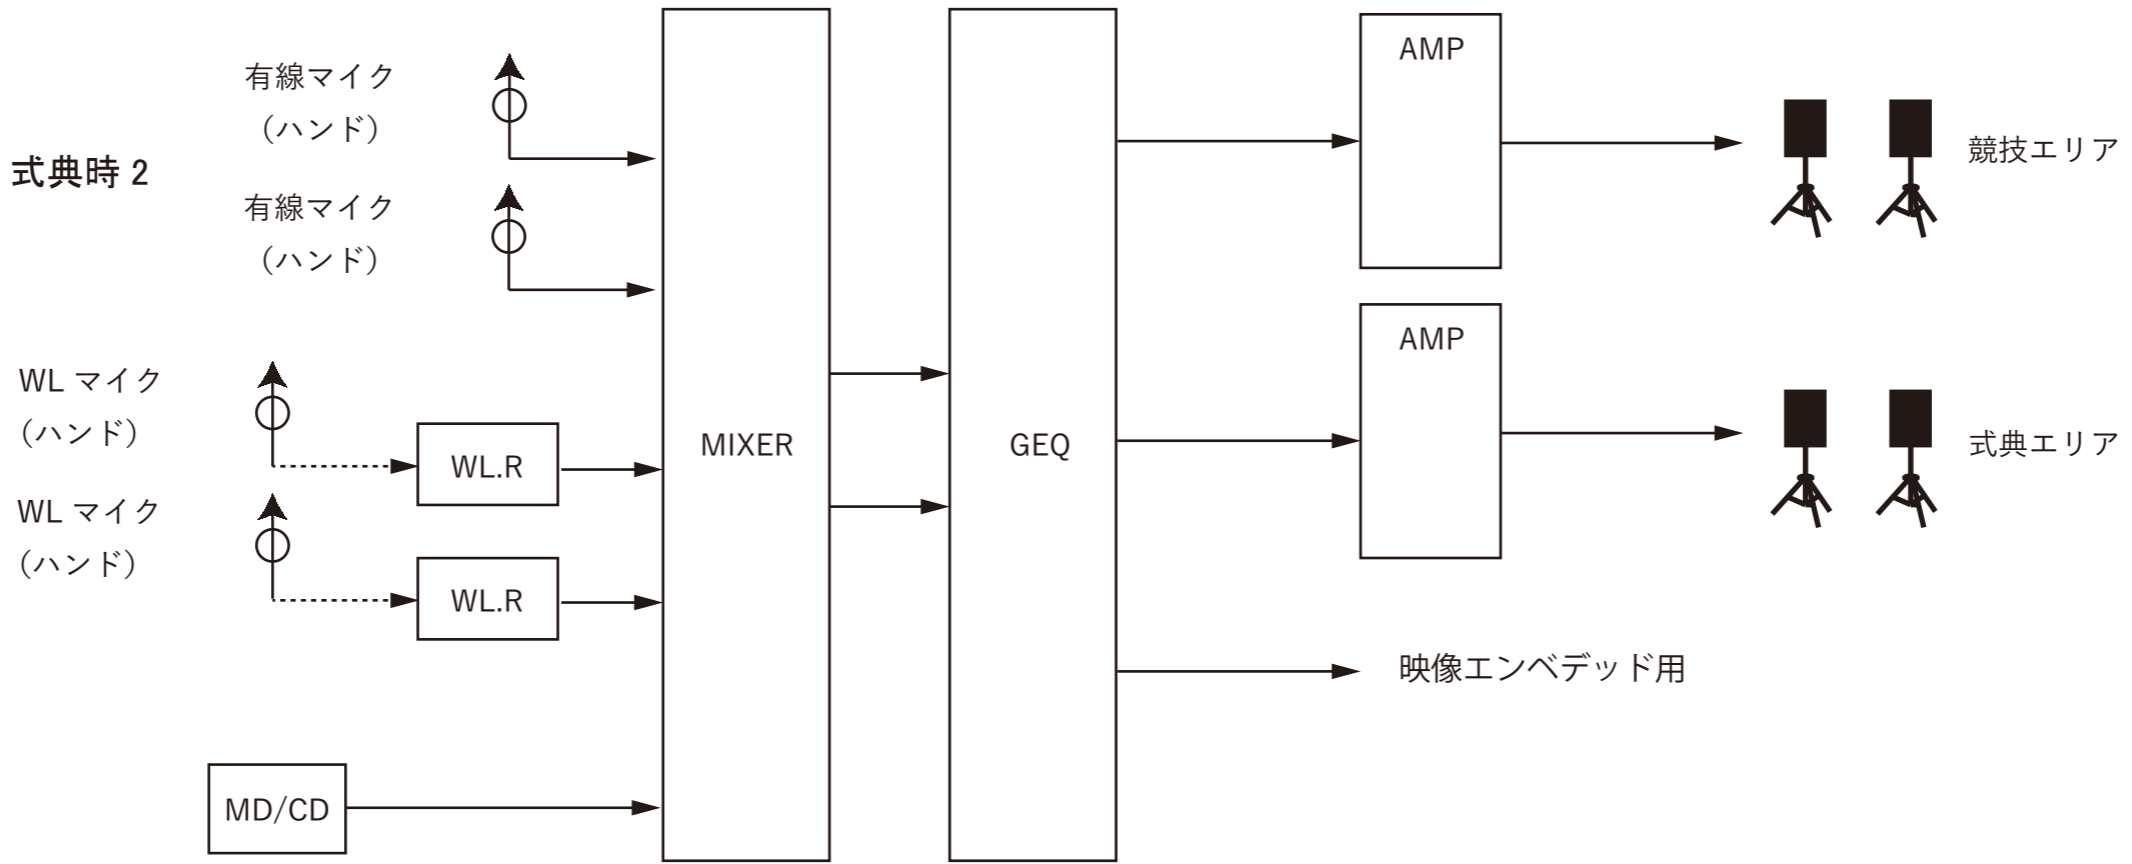 式典時 2
有線マイク
（ハンド）
有線マイク
（ハンド）
WL マイク
（ハンド）
WL マイク
（ハンド）
WL.R
WL.R
MD/CD
MIXER
GEQ
AMP
AMP
映像エンベデッド用
競技エリア
式典エリア